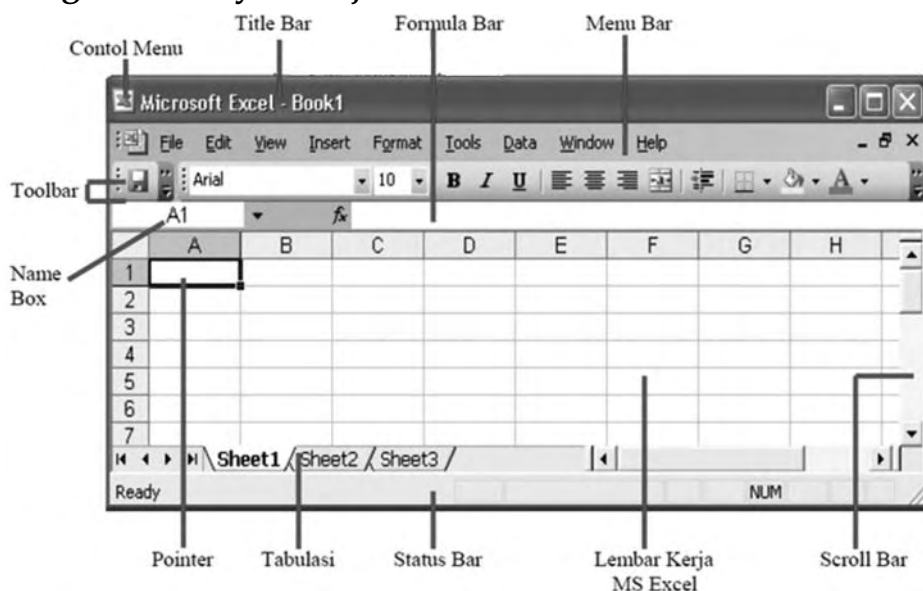 Title Bar Formula Bar Menu Bar
Contol Menu
Microsoft Excel - Book1
File Edit View Insert Format Tools Data Window Help
Toolbar
Arial 10 B I U A
A1 fx
A B C D E F G H
Name
Box
1
2
3
4
5
6
7
Sheet1 Sheet2 Sheet3
Ready NUM
Pointer Tabulasi Status Bar Lembar Kerja Scroll Bar
MS Excel